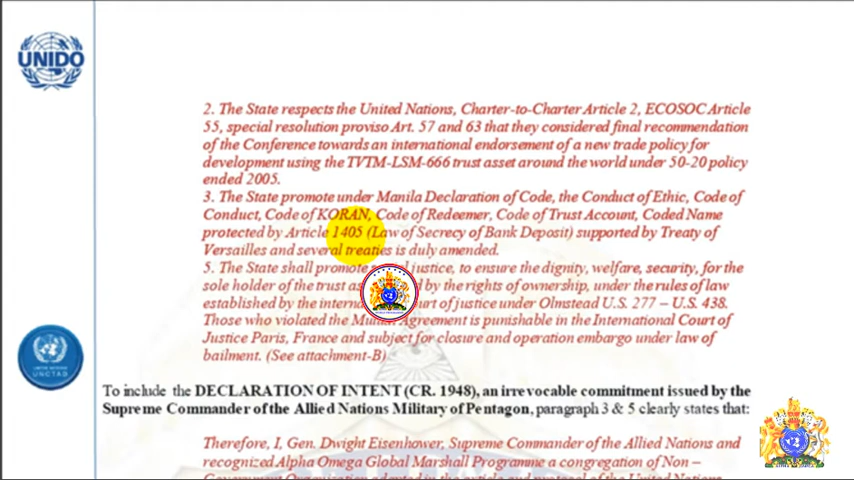 UNIDO
2. The State respects the United Nations, Charter-to-Charter Article 2, ECOSOC Article
55, special resolution proviso Art. 57 and 63 that they considered final recommendation
of the Conference towards an international endorsement of a new trade policy for
development using the TVTM-LSM-666 trust asset around the world under 50-20 policy
ended 2005.
3. The State promote under Manila Declaration of Code, the Conduct of Ethic, Code of
Conduct, Code of KORAN, Code of Redeemer, Code of Trust Account, Coded Name
protected by Article 1405 (Law of Secrecy of Bank Deposit) supported by Treaty of
Versailles and several treaties is duly amended.
5. The State shall promote justice, to ensure the dignity, welfare, security, for the
sole holder of the trust by the rights of ownership, under the rules of law
established by the of justice under Olmstead U.S. 277 – U.S. 438.
Those who violated the Agreement is punishable in the International Court of
Justice Paris, France and subject for closure and operation embargo under law of
bailment. (See attachment-B)
UNITED NATIONS
UNCTAD
To include the DECLARATION OF INTENT (CR. 1948), an irrevocable commitment issued by the
Supreme Commander of the Allied Nations Military of Pentagon, paragraph 3 & 5 clearly states that:
Therefore, I, Gen. Dwight Eisenhower, Supreme Commander of the Allied Nations and
recognized Alpha Omega Global Marshall Programme a congregation of Non –